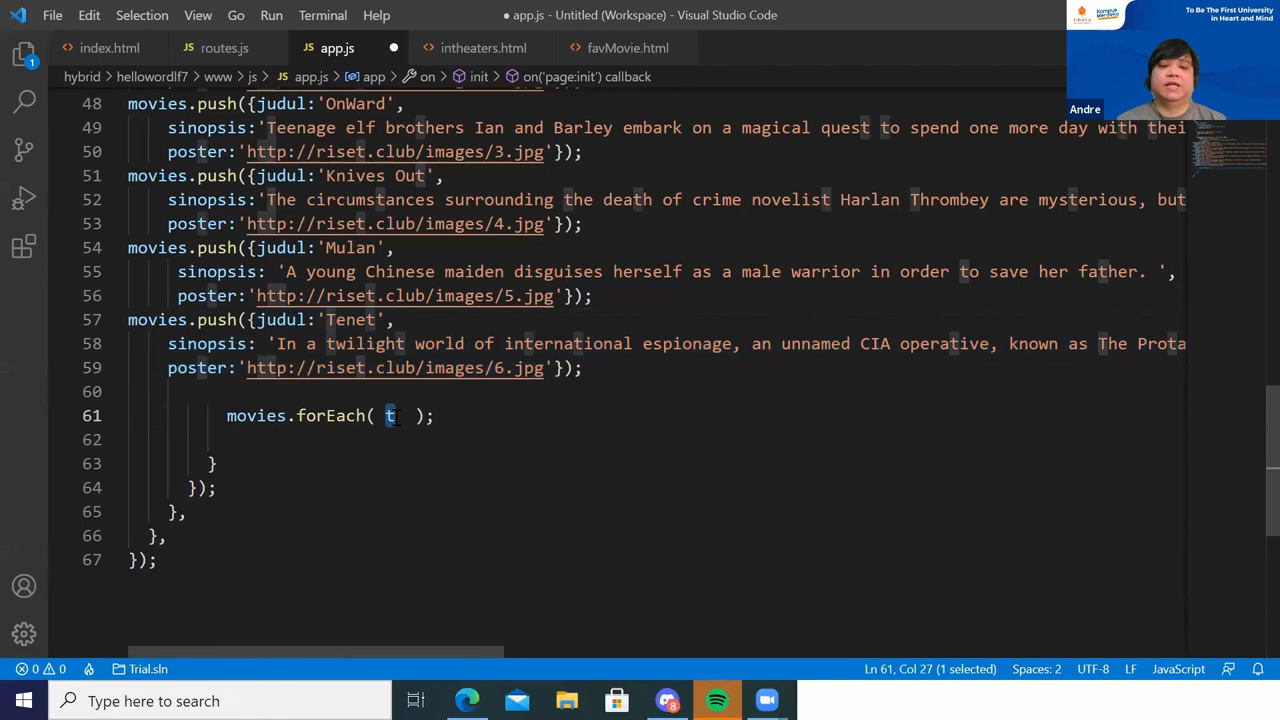 File Edit Selection View Go Run Terminal Help
● app.js - Untitled (Workspace) - Visual Studio Code
UBAYA
Kampus Merdeka
To Be The First University
in Heart and Mind
Andre
index.html routes.js app.js intheaters.html favMovie.html
hybrid > hellowordlf7 > www > js > app.js > app > on > init > on('page:init') callback
1
48 movies.push({judul:'OnWard',
49 sinopsis:'Teenage elf brothers Ian and Barley embark on a magical quest to spend one more day with thei
50 poster:'http://riset.club/images/3.jpg'});
51 movies.push({judul:'Knives Out',
52 sinopsis:'The circumstances surrounding the death of crime novelist Harlan Thrombey are mysterious, but
53 poster:'http://riset.club/images/4.jpg'});
54 movies.push({judul:'Mulan',
55 sinopsis: 'A young Chinese maiden disguises herself as a male warrior in order to save her father. ',
56 poster:'http://riset.club/images/5.jpg'});
57 movies.push({judul:'Tenet',
58 sinopsis: 'In a twilight world of international espionage, an unnamed CIA operative, known as The Prota
59 poster:'http://riset.club/images/6.jpg'});
60
61 movies.forEach( t );
62
63 }
64 });
65 },
66 },
67 });
0 0 Trial.sln Ln 61, Col 27 (1 selected) Spaces: 2 UTF-8 LF JavaScript
Type here to search
8